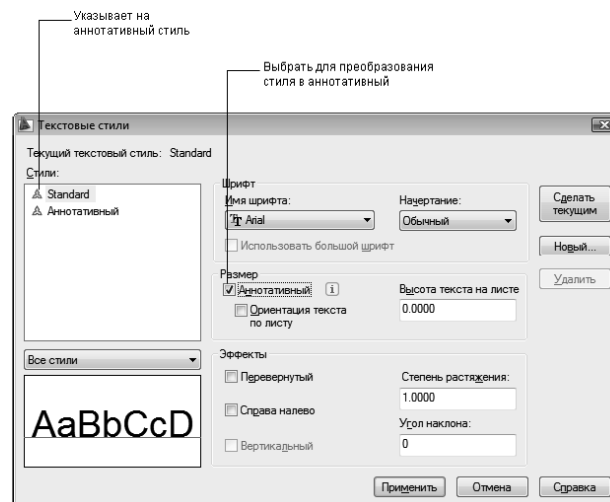 Указывает на
аннотативный стиль
Выбрать для преобразования
стиля в аннотативный
Текстовые стили
Текущий текстовый стиль: Standard
Стили:
Standard
Аннотативный
Шрифт
Имя шрифта:
Начертание:
Arial
Обычный
Использовать большой шрифт
Сделать
текущим
Новый...
Удалить
Размер
Аннотативный
Ориентация текста
по листу
Высота текста на листе
0.0000
Все стили
AaBbCcD
Эффекты
Перевернутый
Справа налево
Вертикальный
Степень растяжения:
1.0000
Угол наклона:
0
Применить
Отмена
Справка